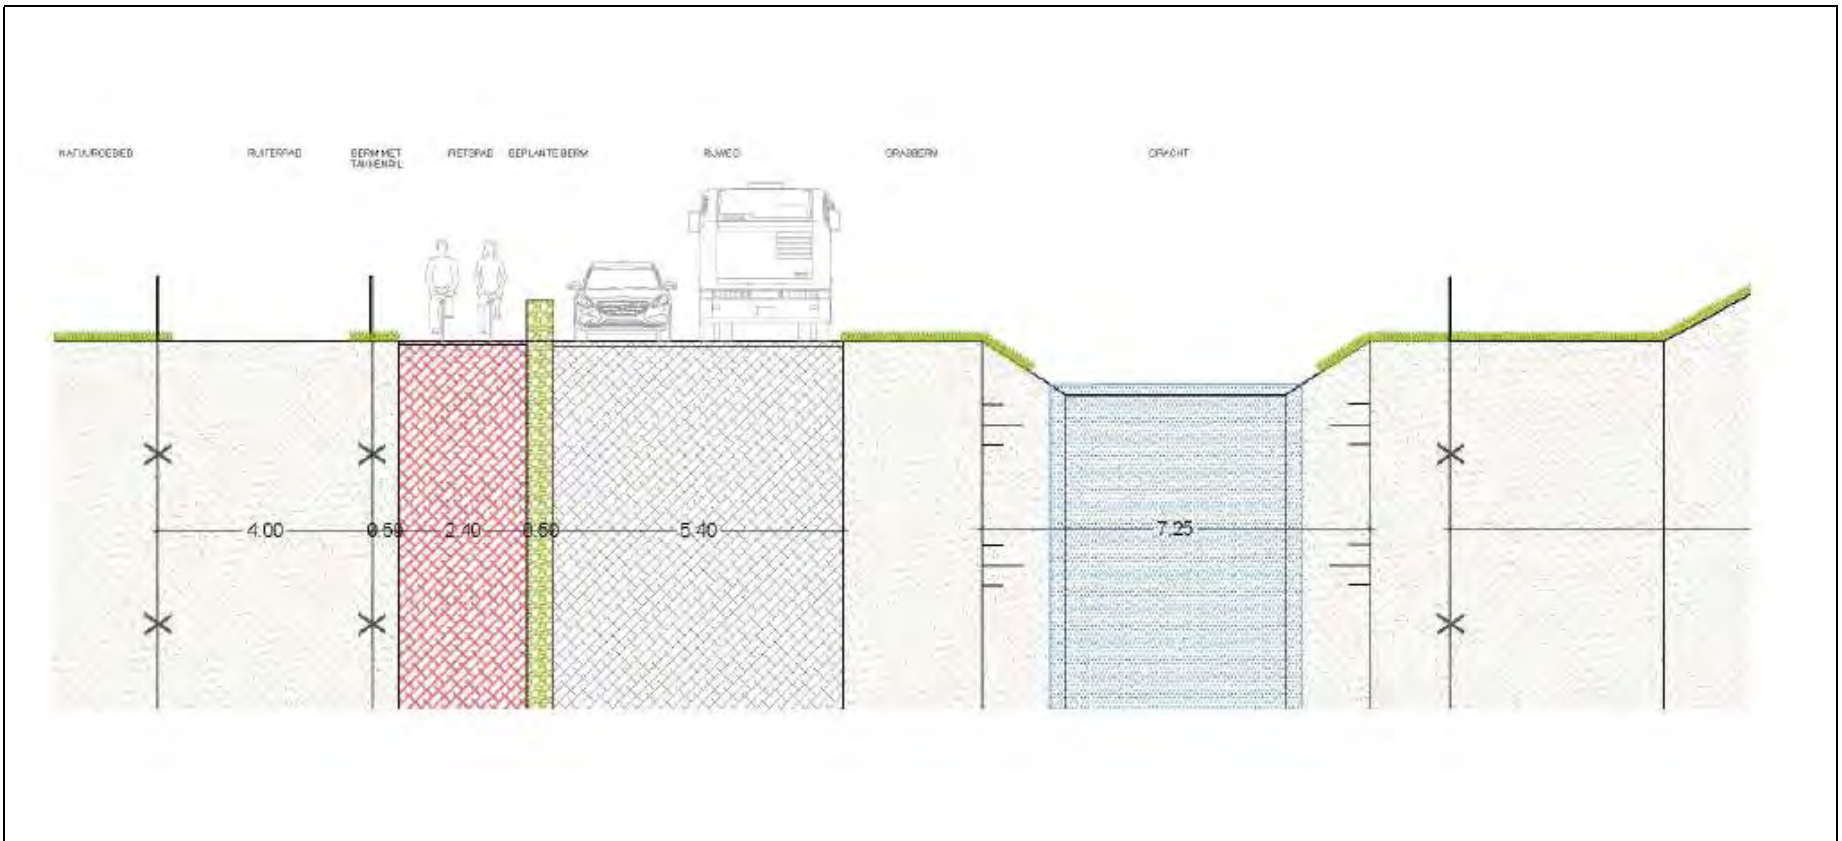 NATUURGEBIED
RUITERPAD
BERM MET
TAKKENRIL
FIETSPAD
GEPLANTE BERM
RIJWEG
GRASBERM
GRACHT
4.00
0.50
2.40
0.50
5.40
7.25